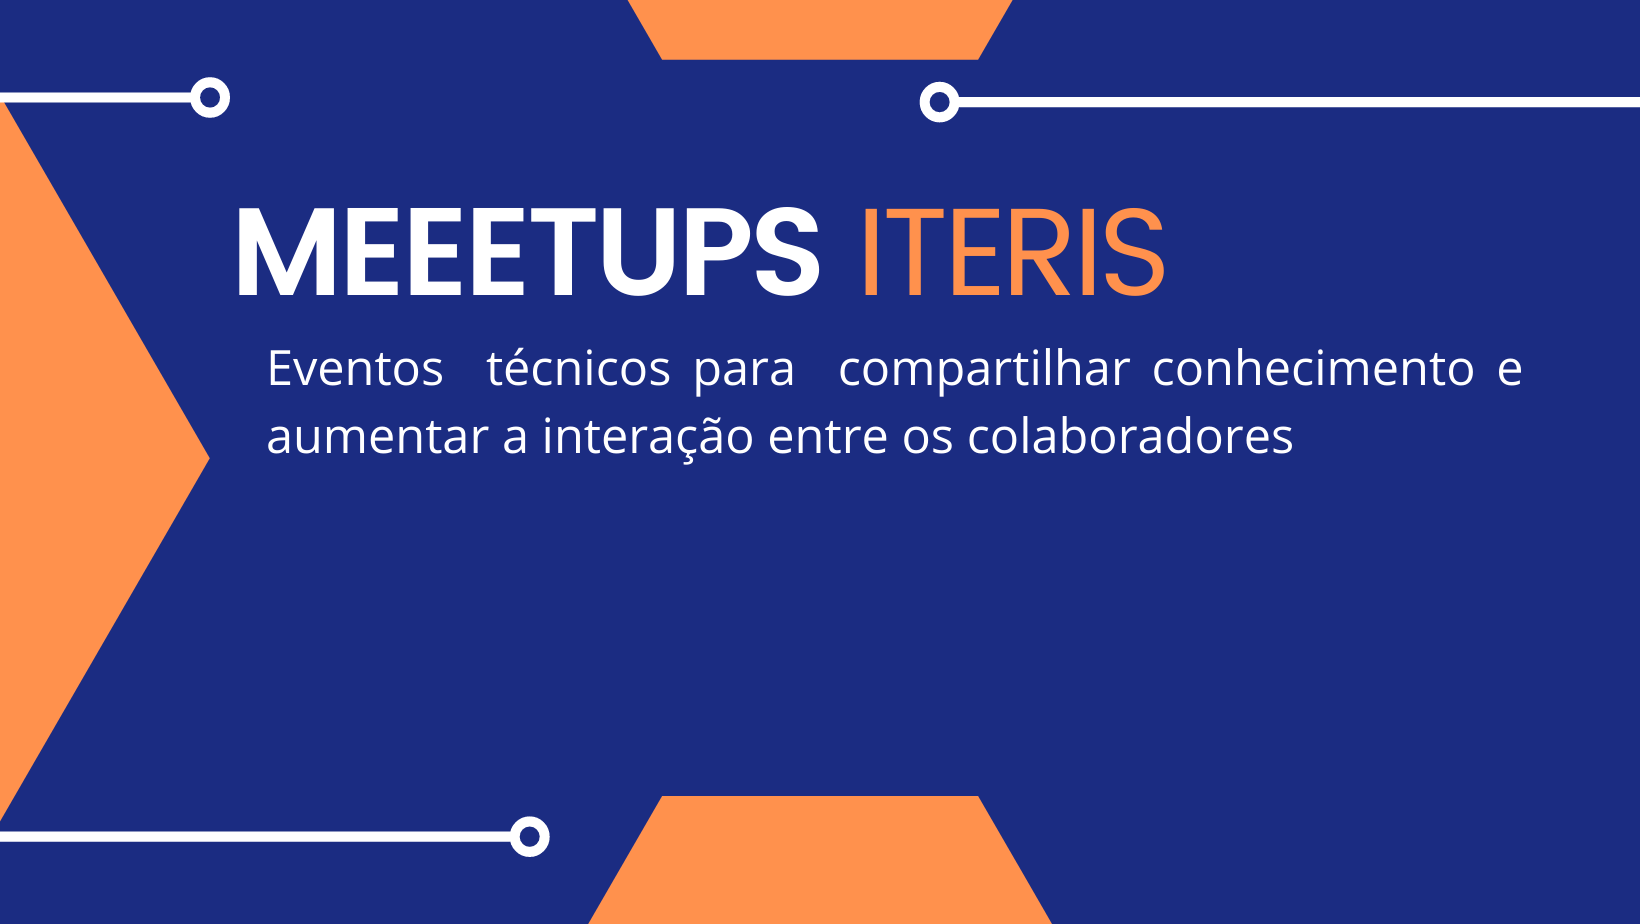 MEEETUPS ITERIS
Eventos técnicos para compartilhar conhecimento e
aumentar a interação entre os colaboradores